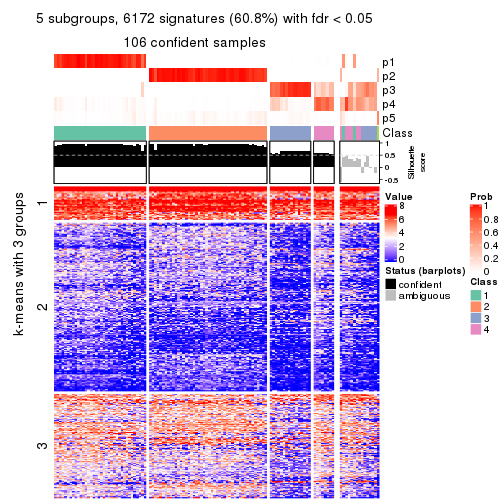 5 subgroups, 6172 signatures (60.8%) with fdr < 0.05
106 confident samples
p1
p2
p3
p4
p5
Class
1
0.5
0
-0.5
Silhouette
score
k-means with 3 groups
1
2
3
Value
8
6
4
2
0
Status (barplots)
confident
ambiguous
Prob
1
0.8
0.6
0.4
0.2
0
Class
1
2
3
4